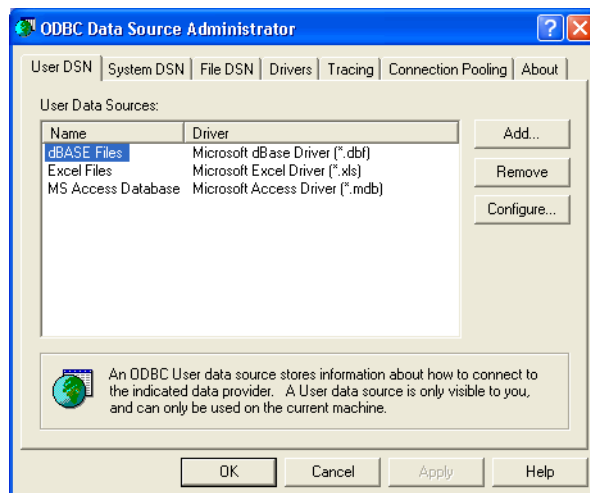 ODBC Data Source Administrator
User DSN System DSN File DSN Drivers Tracing Connection Pooling About
User Data Sources:
Name Driver
dBASE Files Microsoft dBase Driver (*.dbf)
Excel Files Microsoft Excel Driver (*.xls)
MS Access Database Microsoft Access Driver (*.mdb)
Add...
Remove
Configure...
An ODBC User data source stores information about how to connect to
the indicated data provider. A User data source is only visible to you,
and can only be used on the current machine.
OK Cancel Apply Help